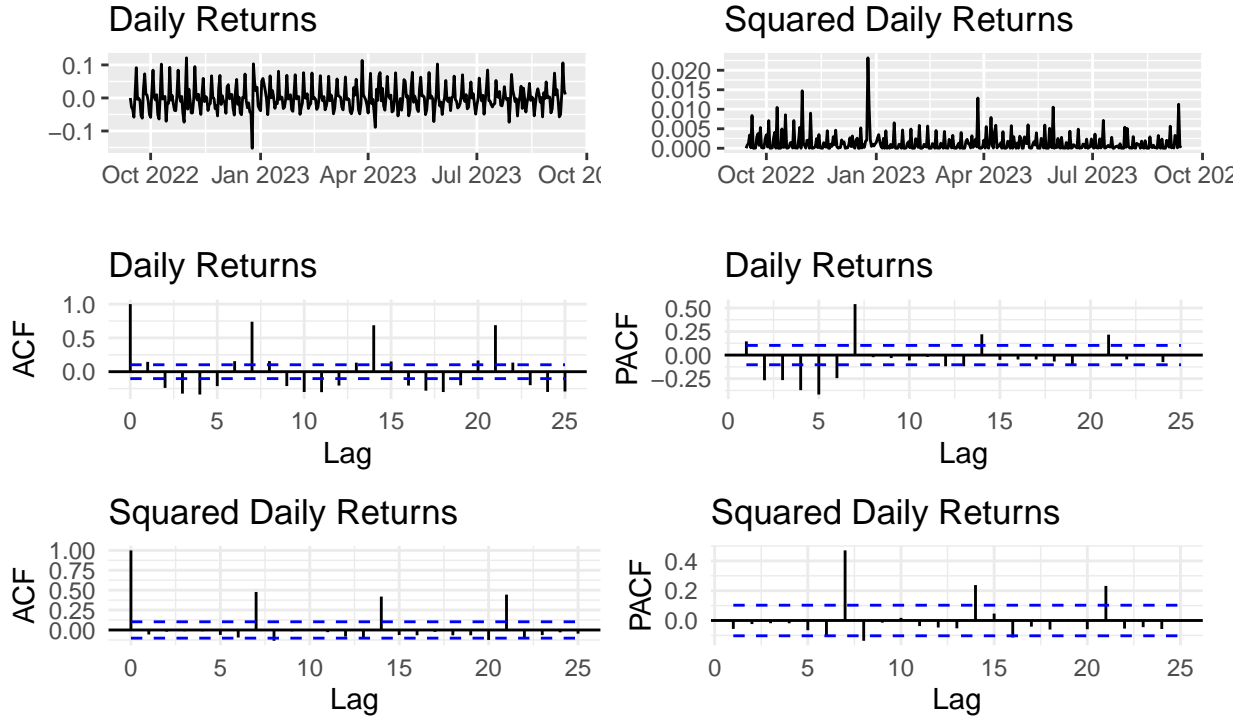 Daily Returns
0.1
0.0
−0.1
Oct 2022 Jan 2023 Apr 2023 Jul 2023 Oct 20
Squared Daily Returns
0.020
0.015
0.010
0.005
0.000
Oct 2022 Jan 2023 Apr 2023 Jul 2023 Oct 202
Daily Returns
ACF
1.0
0.5
0.0
0 5 10 15 20 25
Lag
Daily Returns
PACF
0.50
0.25
0.00
−0.25
0 5 10 15 20 25
Lag
Squared Daily Returns
ACF
1.00
0.75
0.50
0.25
0.00
0 5 10 15 20 25
Lag
Squared Daily Returns
PACF
0.4
0.2
0.0
0 5 10 15 20 25
Lag